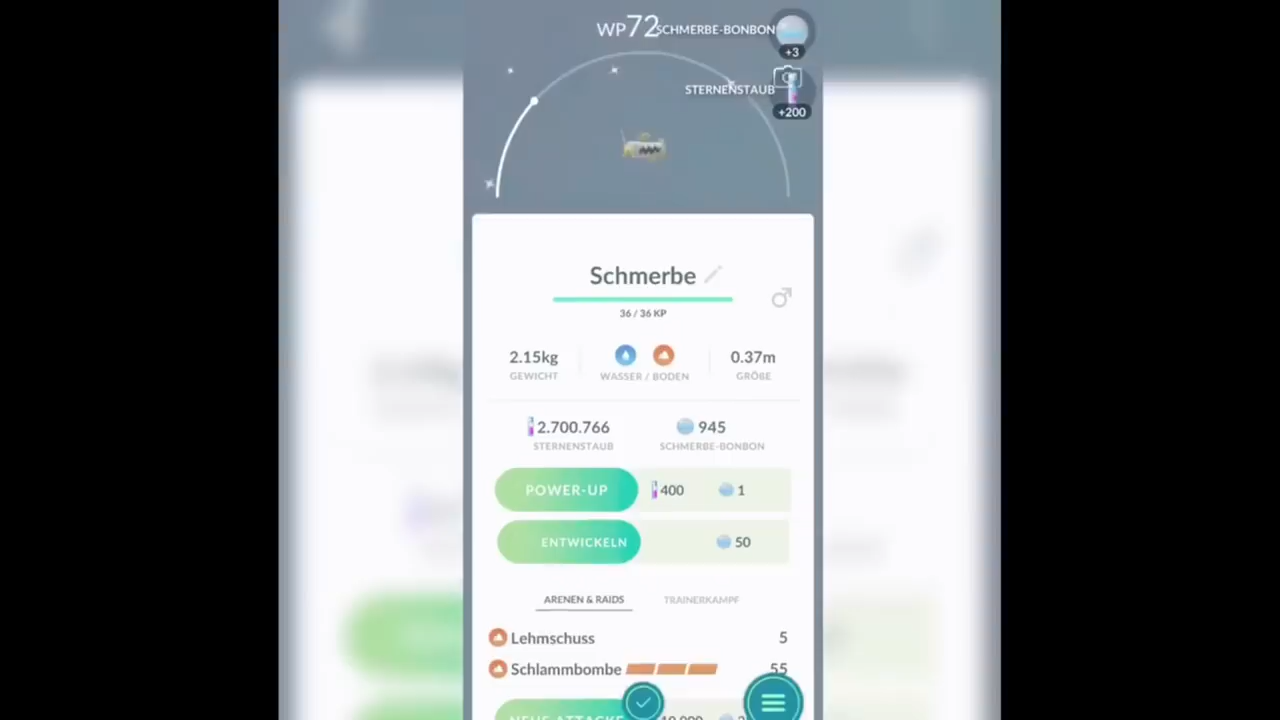 WP72
SCHMERBE-BONBON
+3
STERNENSTAUB
+200
Schmerbe
36 / 36 KP
2.15kg
GEWICHT
WASSER / BODEN
0.37m
GRÖßE
2.700.766
STERNENSTAUB
945
SCHMERBE-BONBON
POWER-UP
400
1
ENTWICKELN
50
ARENEN & RAIDS
TRAINERKAMPF
Lehmschuss
5
Schlammbombe
55
NEUE ATTACKE